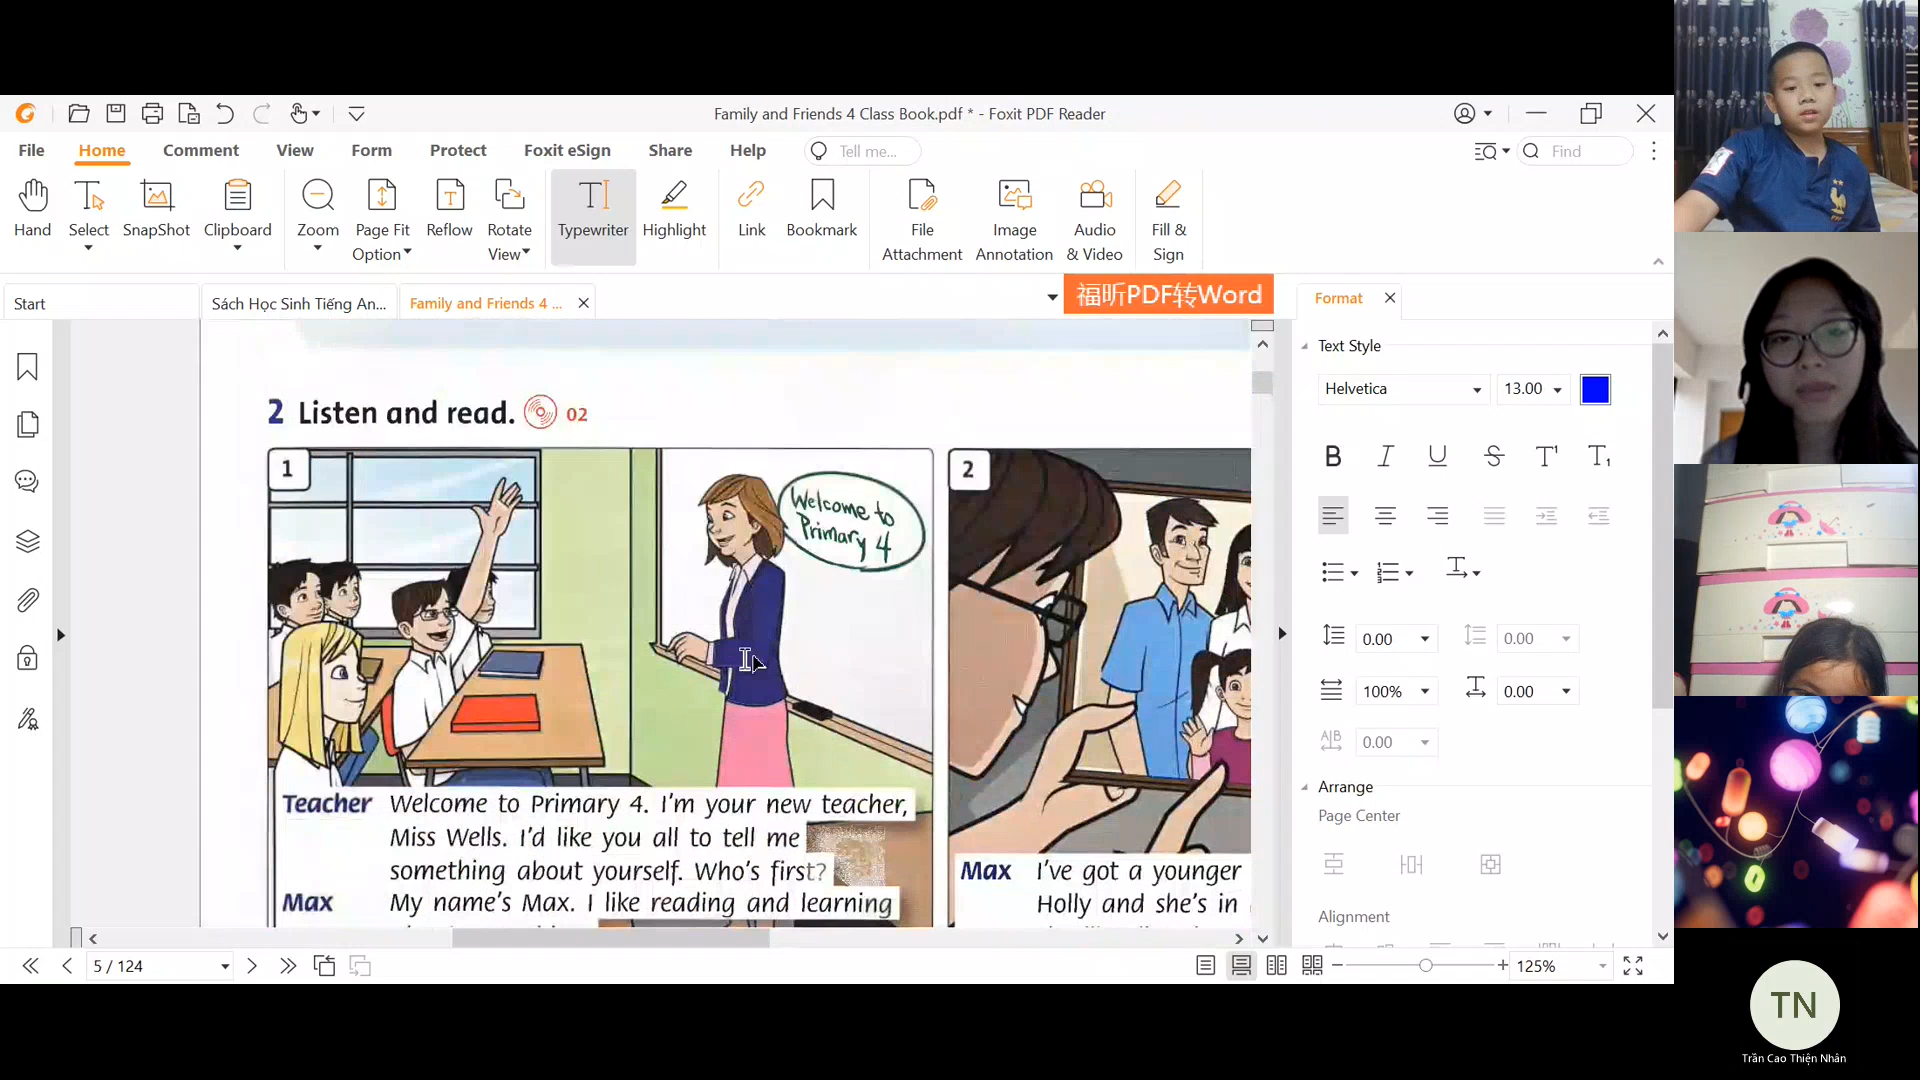 Family and Friends 4 Class Book.pdf * - Foxit PDF Reader
File Home Comment View Form Protect Foxit eSign Share Help Tell me... Find
Hand Select SnapShot Clipboard Zoom Page Fit Option Reflow Rotate View Typewriter Highlight Link Bookmark File Attachment Image Annotation Audio & Video Fill & Sign
Start Sách Học Sinh Tiếng An... Family and Friends 4 ... 福昕PDF转Word Format
Text Style
Helvetica 13.00
B I U S T T
0.00 0.00
100% 0.00
A|B 0.00
Arrange
Page Center
Alignment
2 Listen and read. 02
1
Welcome to
Primary 4
Teacher Welcome to Primary 4. I'm your new teacher,
Miss Wells. I'd like you all to tell me
something about yourself. Who's first?
Max My name's Max. I like reading and learning
2
Max I've got a younger
Holly and she's in
5 / 124 125%
TN
Trần Cao Thiện Nhân